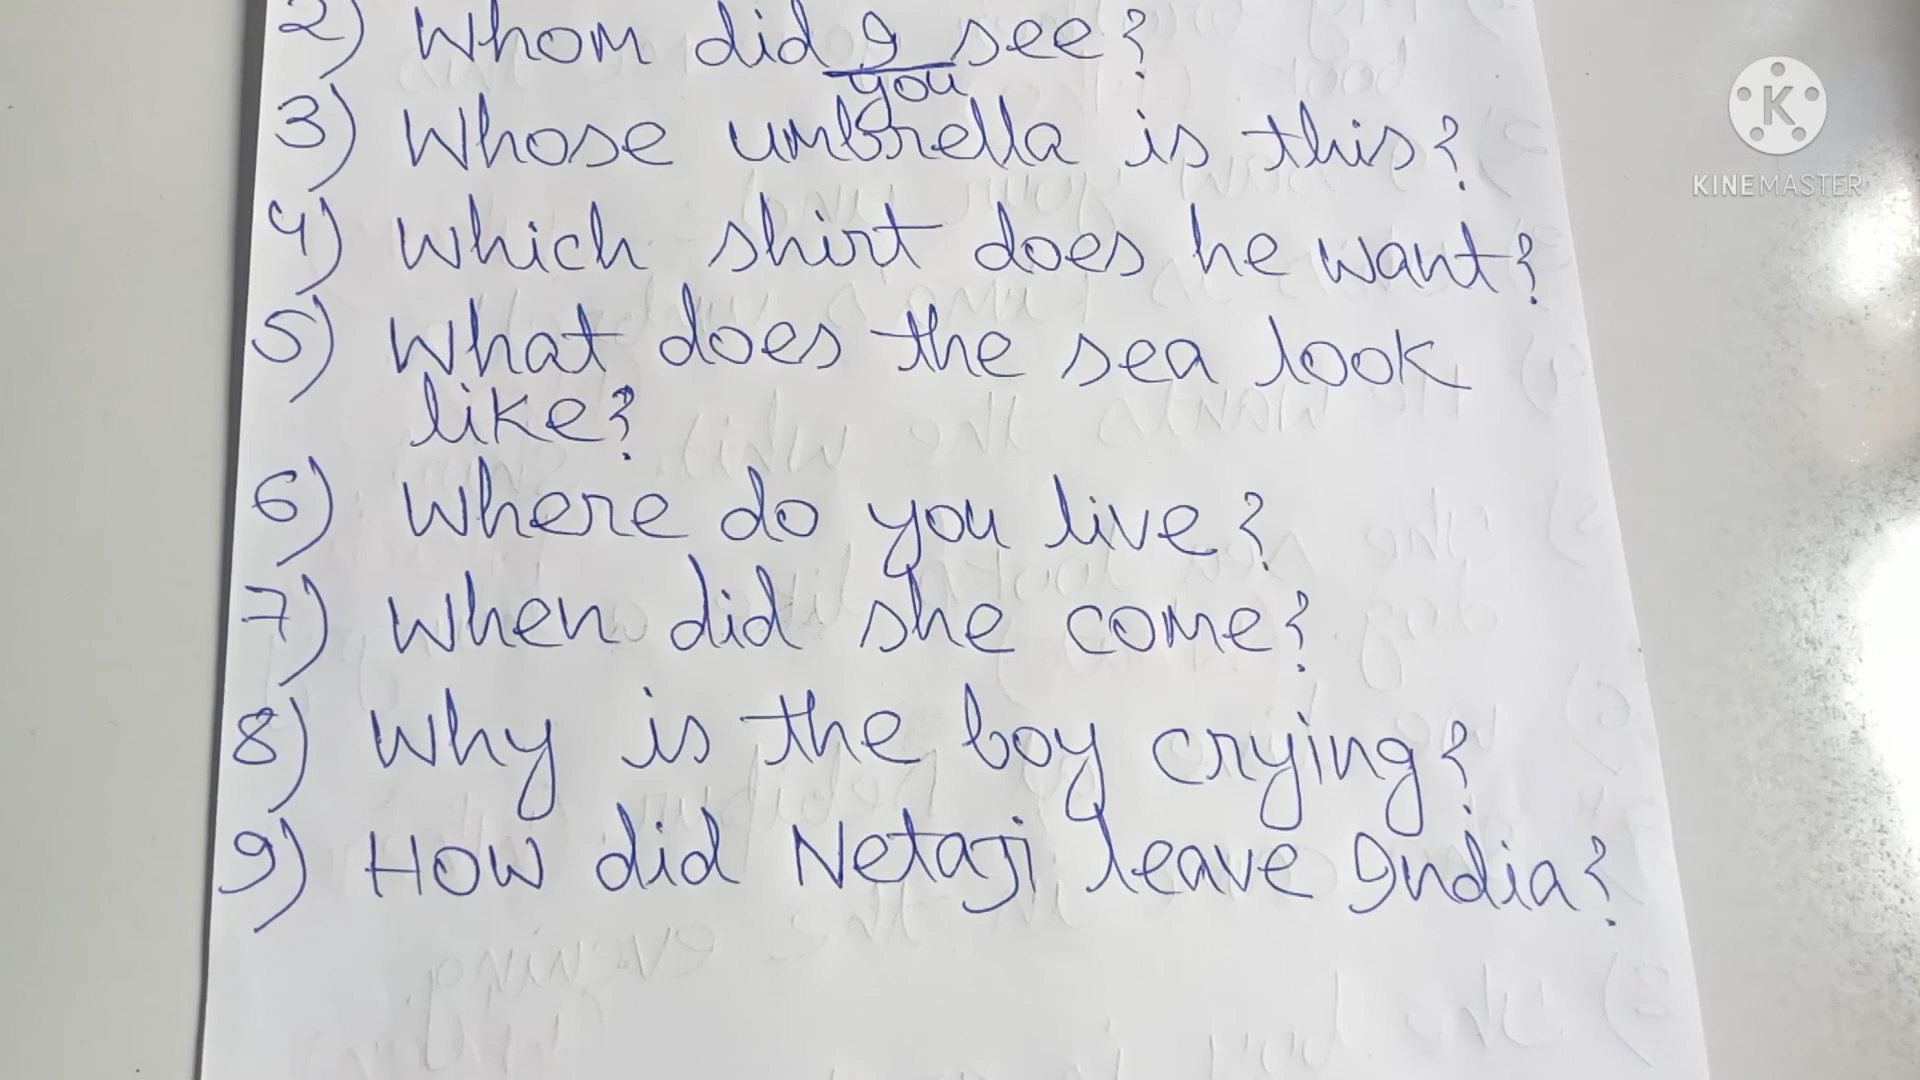 2) Whom did I see?
you
3) Whose umbrella is this?
4) Which shirt does he want?
5) What does the sea look
like?
6) Where do you live?
7) When did she come?
8) Why is the boy crying?
9) How did Netaji leave India?
K
KINEMASTER